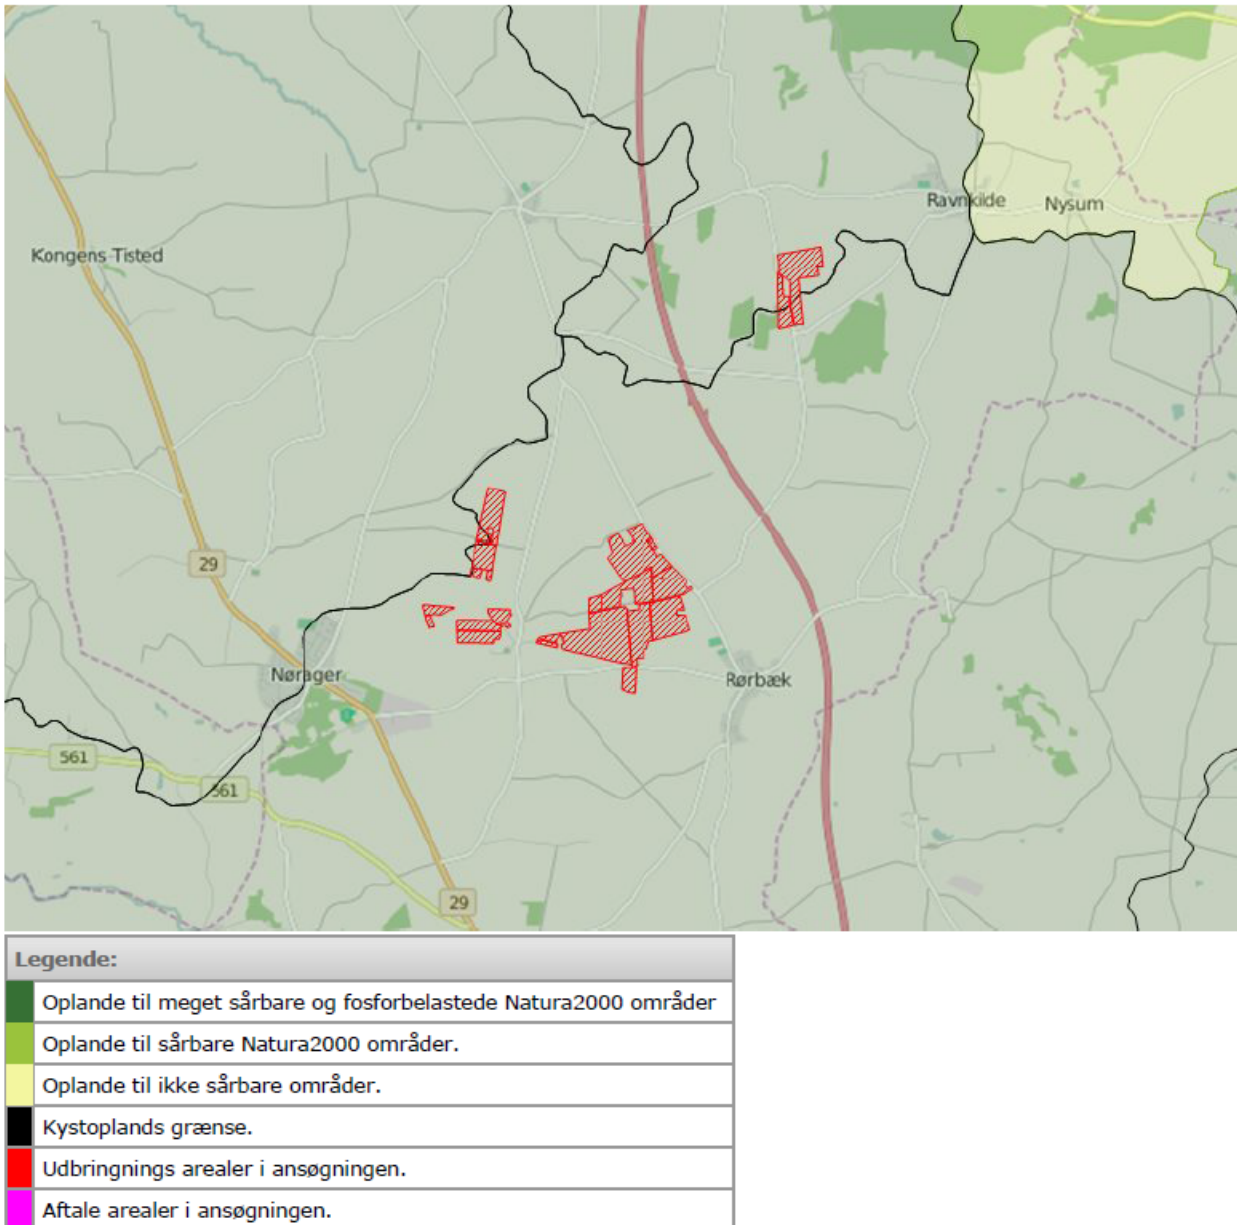 Ravnkilde
Nysum
Kongens Tisted
29
Nørager
Rørbæk
561
561
29
Legende:
Oplande til meget sårbare og fosforbelastede Natura2000 områder
Oplande til sårbare Natura2000 områder.
Oplande til ikke sårbare områder.
Kystoplands grænse.
Udbringnings arealer i ansøgningen.
Aftale arealer i ansøgningen.